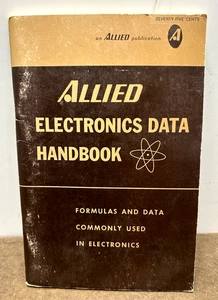 SEVENTY-FIVE CENTS
an ALLIED publication
A
ALLIED
ELECTRONICS DATA
HANDBOOK
FORMULAS AND DATA
COMMONLY USED
IN ELECTRONICS